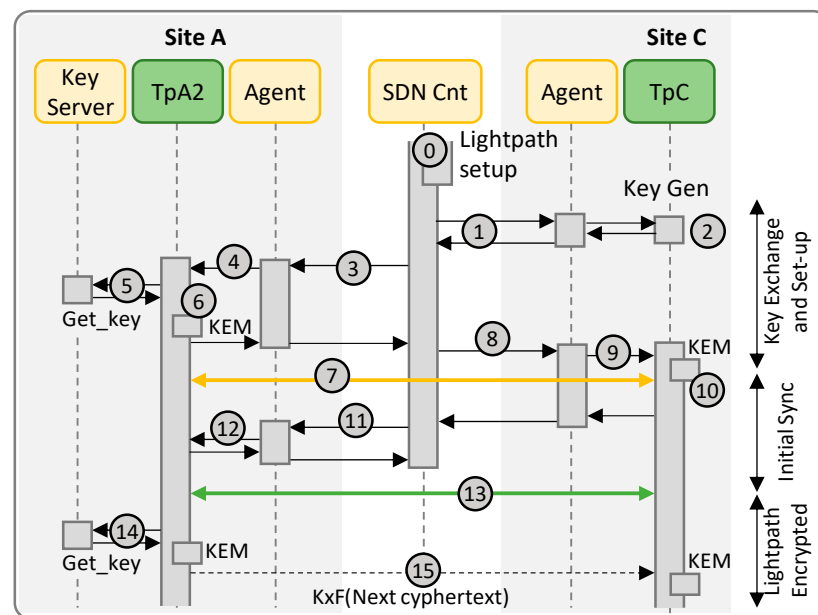 Site A
Site C
Key
Server
TpA2
Agent
SDN Cnt
Agent
TpC
0
Lightpath
setup
Key Gen
1
2
3
4
5
Get_key
6
KEM
7
8
9
KEM
10
11
12
13
14
Get_key
KEM
15
KxF(Next cyphertext)
KEM
Key Exchange
and Set-up
Initial Sync
Lightpath
Encrypted